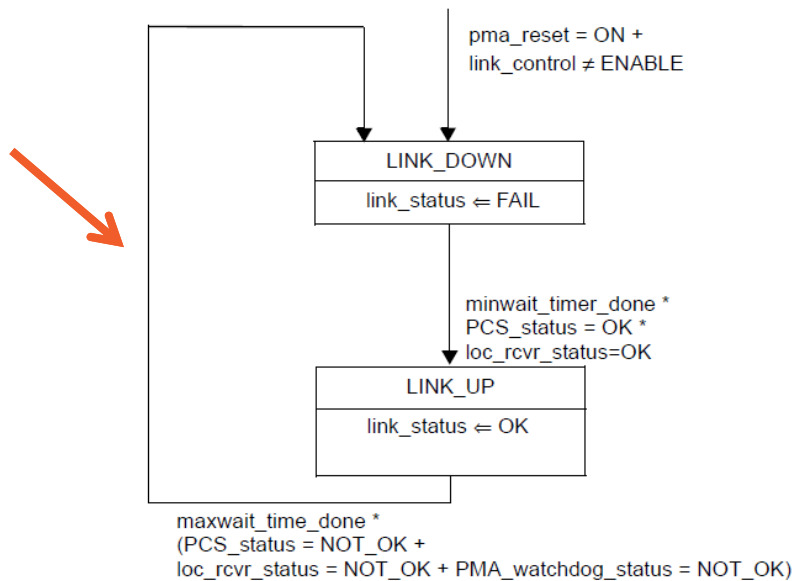 pma_reset = ON +
link_control ≠ ENABLE
LINK_DOWN
link_status ⇐ FAIL
minwait_timer_done *
PCS_status = OK *
loc_rcvr_status=OK
LINK_UP
link_status ⇐ OK
maxwait_time_done *
(PCS_status = NOT_OK +
loc_rcvr_status = NOT_OK + PMA_watchdog_status = NOT_OK)